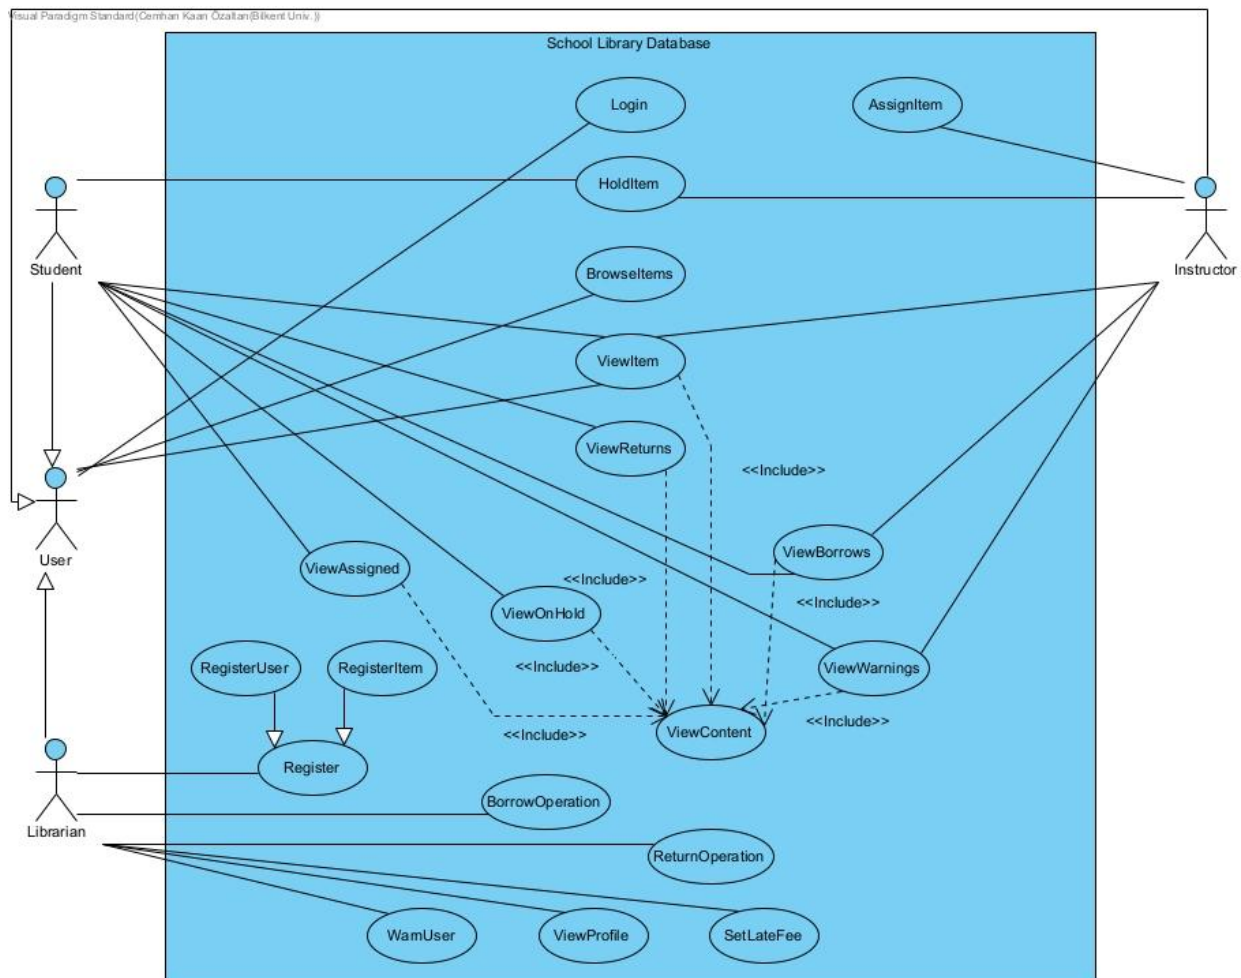 Visual Paradigm Standard(Cemhan Kaan Özaltan(Bilkent Univ.))
School Library Database
Login
AssignItem
HoldItem
Student
Instructor
BrowseItems
ViewItem
ViewReturns
<<Include>>
User
ViewBorrows
ViewAssigned
<<Include>>
<<Include>>
ViewOnHold
RegisterUser
RegisterItem
<<Include>>
ViewWarnings
<<Include>>
<<Include>>
ViewContent
Register
BorrowOperation
Librarian
ReturnOperation
WarnUser
ViewProfile
SetLateFee